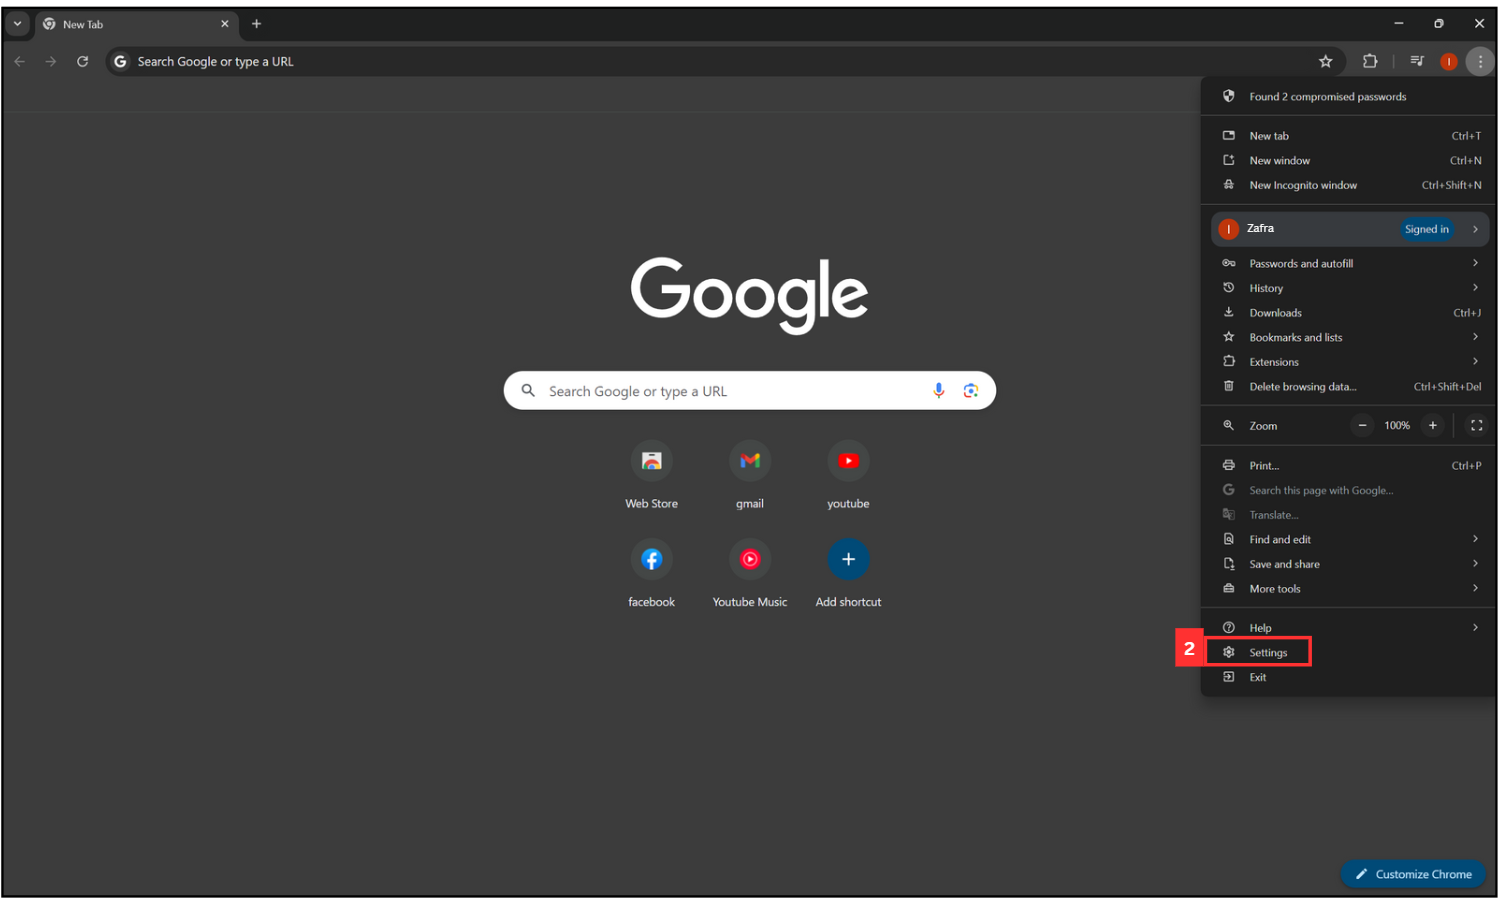 New Tab
Search Google or type a URL
Found 2 compromised passwords
New tab Ctrl+T
New window Ctrl+N
New Incognito window Ctrl+Shift+N
I Zafra Signed in
Passwords and autofill
History
Downloads Ctrl+J
Bookmarks and lists
Extensions
Delete browsing data... Ctrl+Shift+Del
Zoom − 100% +
Print... Ctrl+P
Search this page with Google...
Translate...
Find and edit
Save and share
More tools
Help
2 Settings
Exit
Google
Search Google or type a URL
Web Store gmail youtube
facebook Youtube Music Add shortcut
Customize Chrome